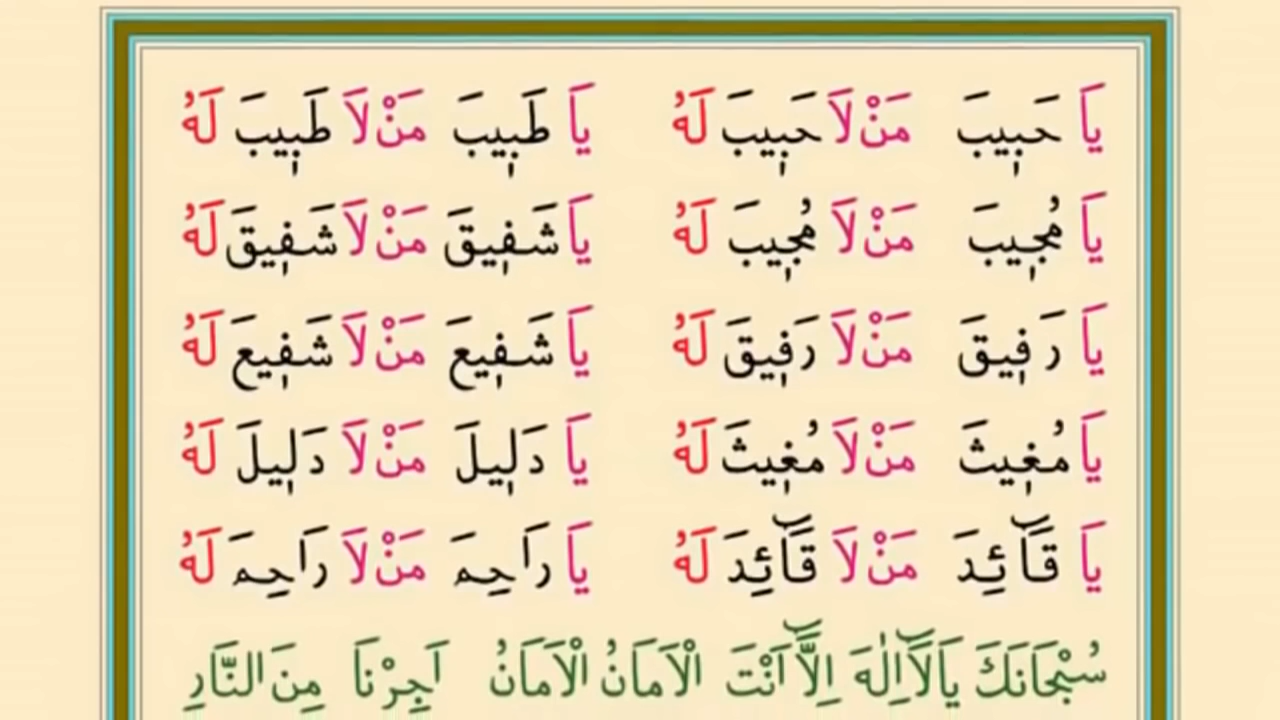 يَا حَبِيبَ مَنْ لَا حَبِيبَ لَهُ يَا طَبِيبَ مَنْ لَا طَبِيبَ لَهُ
يَا مُجِيبَ مَنْ لَا مُجِيبَ لَهُ يَا شَفِيقَ مَنْ لَا شَفِيقَ لَهُ
يَا رَفِيقَ مَنْ لَا رَفِيقَ لَهُ يَا شَفِيعَ مَنْ لَا شَفِيعَ لَهُ
يَا مُغِيثَ مَنْ لَا مُغِيثَ لَهُ يَا دَلِيلَ مَنْ لَا دَلِيلَ لَهُ
يَا قَٓائِدَ مَنْ لَا قَٓائِدَ لَهُ يَا رَاحِمَ مَنْ لَا رَاحِمَ لَهُ
سُبْحَانَكَ يَا لَٓا اِلٰهَ اِلَّٓا اَنْتَ الْاَمَانُ الْاَمَانُ اَجِرْنَا مِنَ النَّارِ